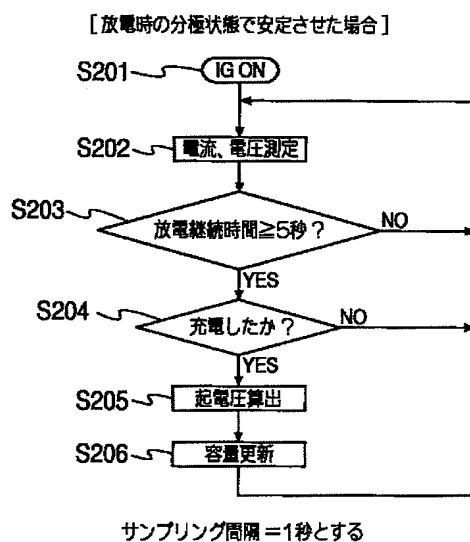 [放電時の分極状態で安定させた場合]
S201
IG ON
S202
電流、電圧測定
S203
放電継続時間≧5秒?
NO
YES
S204
充電したか?
NO
YES
S205
起電圧算出
S206
容量更新
サンプリング間隔=1秒とする